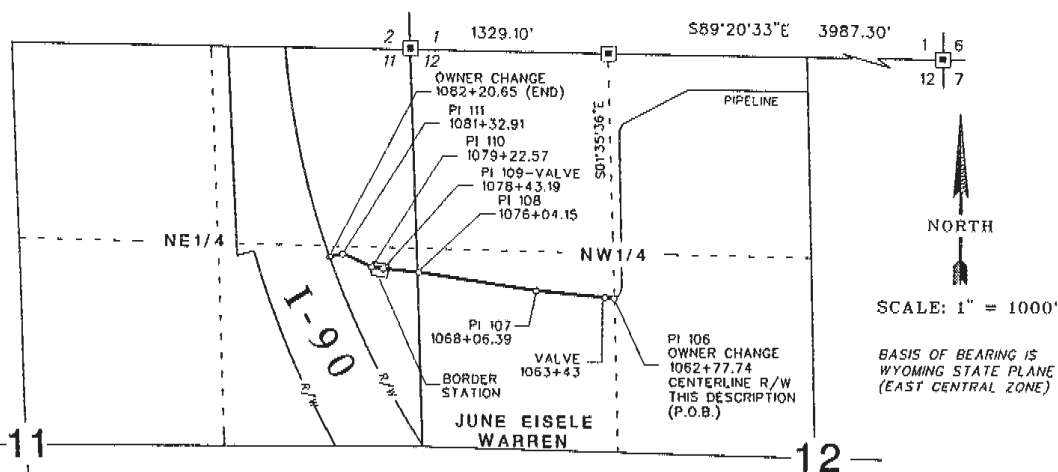 2 1
11 12
1329.10'
S89°20'33"E 3987.30'
1 6
12 7
OWNER CHANGE
1082+20.65 (END)
PI 111
1081+32.91
PI 110
1079+22.57
PI 109-VALVE
1078+43.19
PI 108
1076+04.15
S01°35'36"E
PIPELINE
NE1/4
NW1/4
NORTH
SCALE: 1" = 1000'
BASIS OF BEARING IS
WYOMING STATE PLANE
(EAST CENTRAL ZONE)
I-90
R/W
R/W
PI 107
1068+06.39
VALVE
1063+43
PI 106
OWNER CHANGE
1062+77.74
CENTERLINE R/W
THIS DESCRIPTION
(P.O.B.)
BORDER
STATION
JUNE EISELE
WARREN
11
12